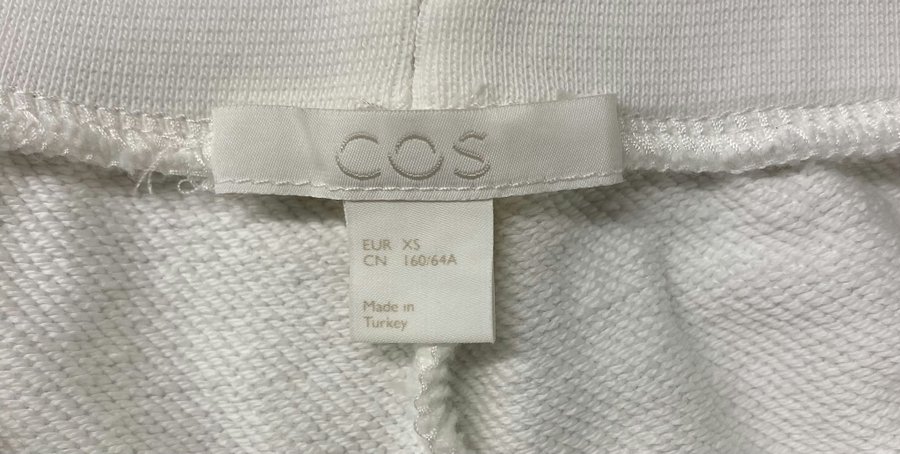 COS
EUR XS
CN 160/64A
Made in
Turkey